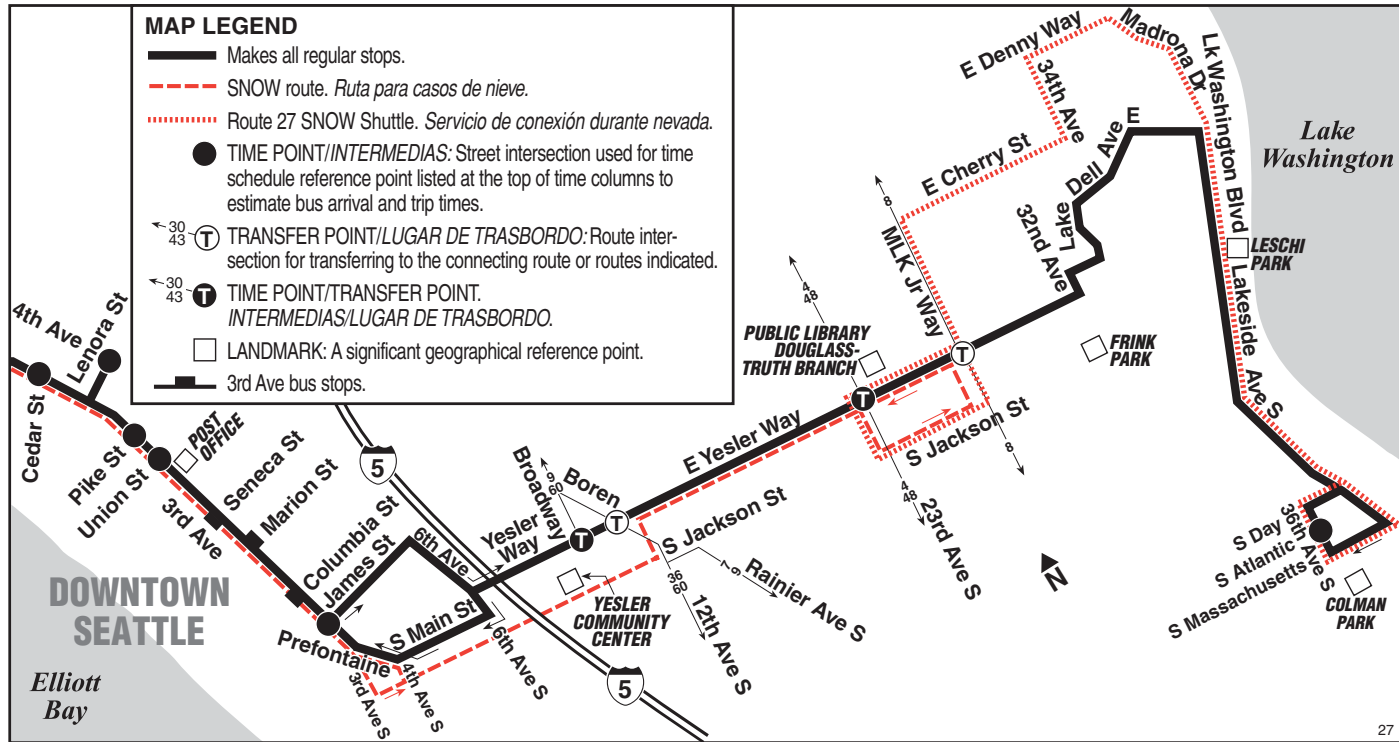 MAP LEGEND
Makes all regular stops.
SNOW route. Ruta para casos de nieve.
Route 27 SNOW Shuttle. Servicio de conexión durante nevada.
TIME POINT/INTERMEDIAS: Street intersection used for time
schedule reference point listed at the top of time columns to
estimate bus arrival and trip times.
30
43
T
TRANSFER POINT/LUGAR DE TRASBORDO: Route inter-
section for transferring to the connecting route or routes indicated.
30
43
T
TIME POINT/TRANSFER POINT.
INTERMEDIAS/LUGAR DE TRASBORDO.
LANDMARK: A significant geographical reference point.
3rd Ave bus stops.
E Denny Way
Madrona Dr
Lk Washington Blvd
34th Ave
Lake
Washington
E Cherry St
Lake Dell Ave E
32nd Ave
8
MLK Jr Way
4
48
LESCHI
PARK
Lakeside Ave S
FRINK
PARK
PUBLIC LIBRARY
DOUGLASS-
TRUTH BRANCH
T
T
S Jackson St
8
4
48
23rd Ave S
4th Ave
Lenora St
Cedar St
Pike St
Union St
POST
OFFICE
3rd Ave
Seneca St
Marion St
Columbia St
James St
5
6th Ave
Yesler
Way
Broadway
9
60
Boren
T
T
E Yesler Way
S Jackson St
7
9
Rainier Ave S
36
60
12th Ave S
YESLER
COMMUNITY
CENTER
S Main St
Prefontaine
3rd Ave S
4th Ave S
6th Ave S
5
N
S Day
36th Ave S
S Atlantic
S Massachusetts
COLMAN
PARK
DOWNTOWN
SEATTLE
Elliott
Bay
27